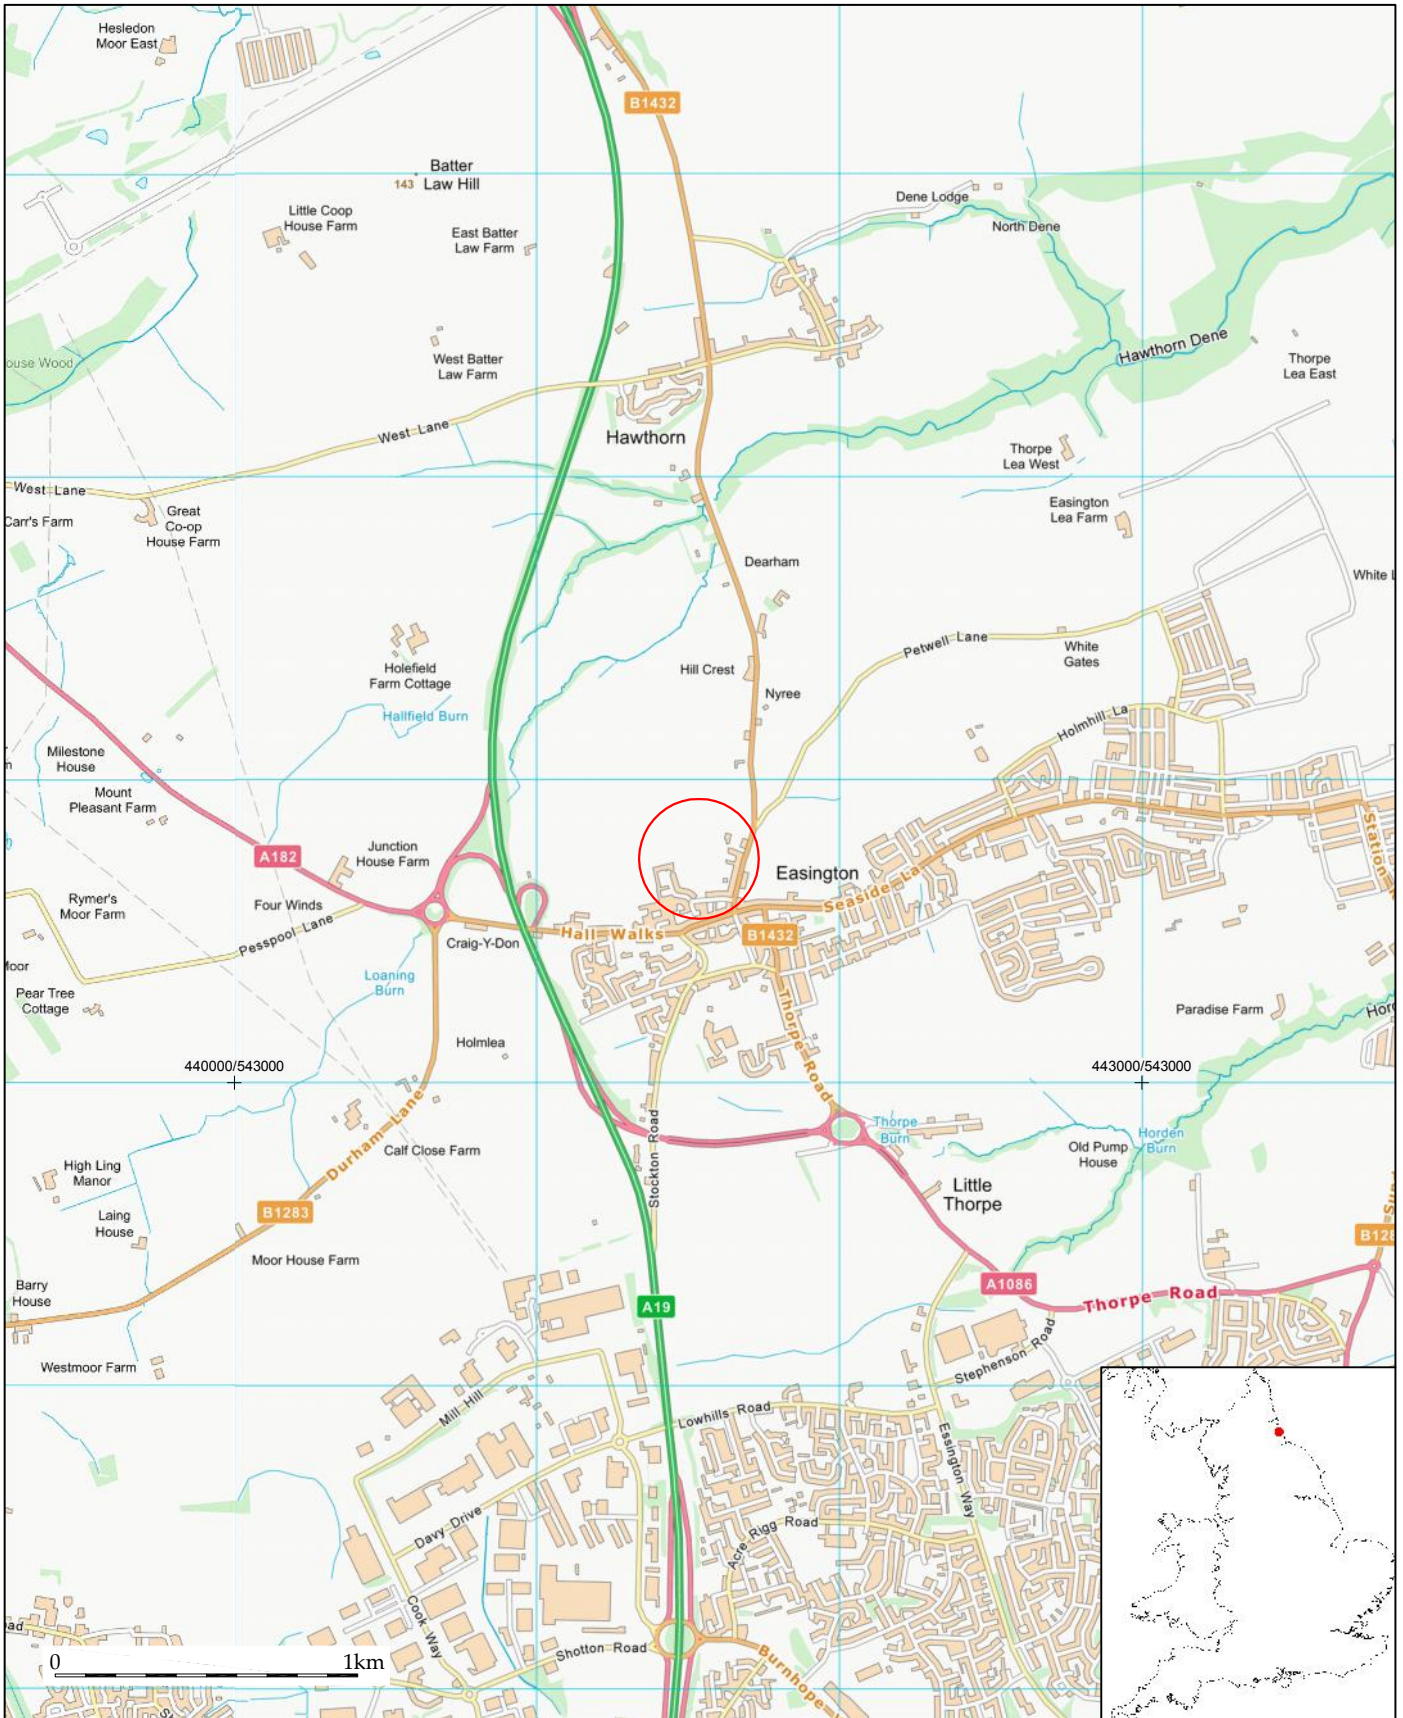 Hesledon
Moor East
B1432
Batter
Law Hill
143
Little Coop
House Farm
East Batter
Law Farm
Dene Lodge
North Dene
ouse Wood
West Batter
Law Farm
Hawthorn Dene
Thorpe
Lea East
West Lane
Hawthorn
Thorpe
Lea West
West Lane
Carr's Farm
Great
Co-op
House Farm
Easington
Lea Farm
Dearham
White L
Holefield
Farm Cottage
Hill Crest
Petwell Lane
White
Gates
Nyree
Hallfield Burn
Holmhill La
Milestone
House
Mount
Pleasant Farm
Junction
House Farm
A182
Easington
Station R
Rymer's
Moor Farm
Four Winds
Seaside La
Pesspool Lane
Craig-Y-Don
Hall Walks
B1432
Moor
Loaning
Burn
Pear Tree
Cottage
Thorpe Road
Paradise Farm
Hord
Holmlea
440000/543000
443000/543000
Durham Lane
Calf Close Farm
Stockton Road
Thorpe
Burn
Old Pump
House
Horden
Burn
High Ling
Manor
Little
Thorpe
Laing
House
B1283
Moor House Farm
Sund
B128
Barry
House
A19
A1086
Thorpe Road
Westmoor Farm
Stephenson Road
Mill Hill
Lowhills Road
Essington Way
Davy Drive
Acre Rigg Road
Cook Way
Shotton Road
Burnhope
oad
0
1km